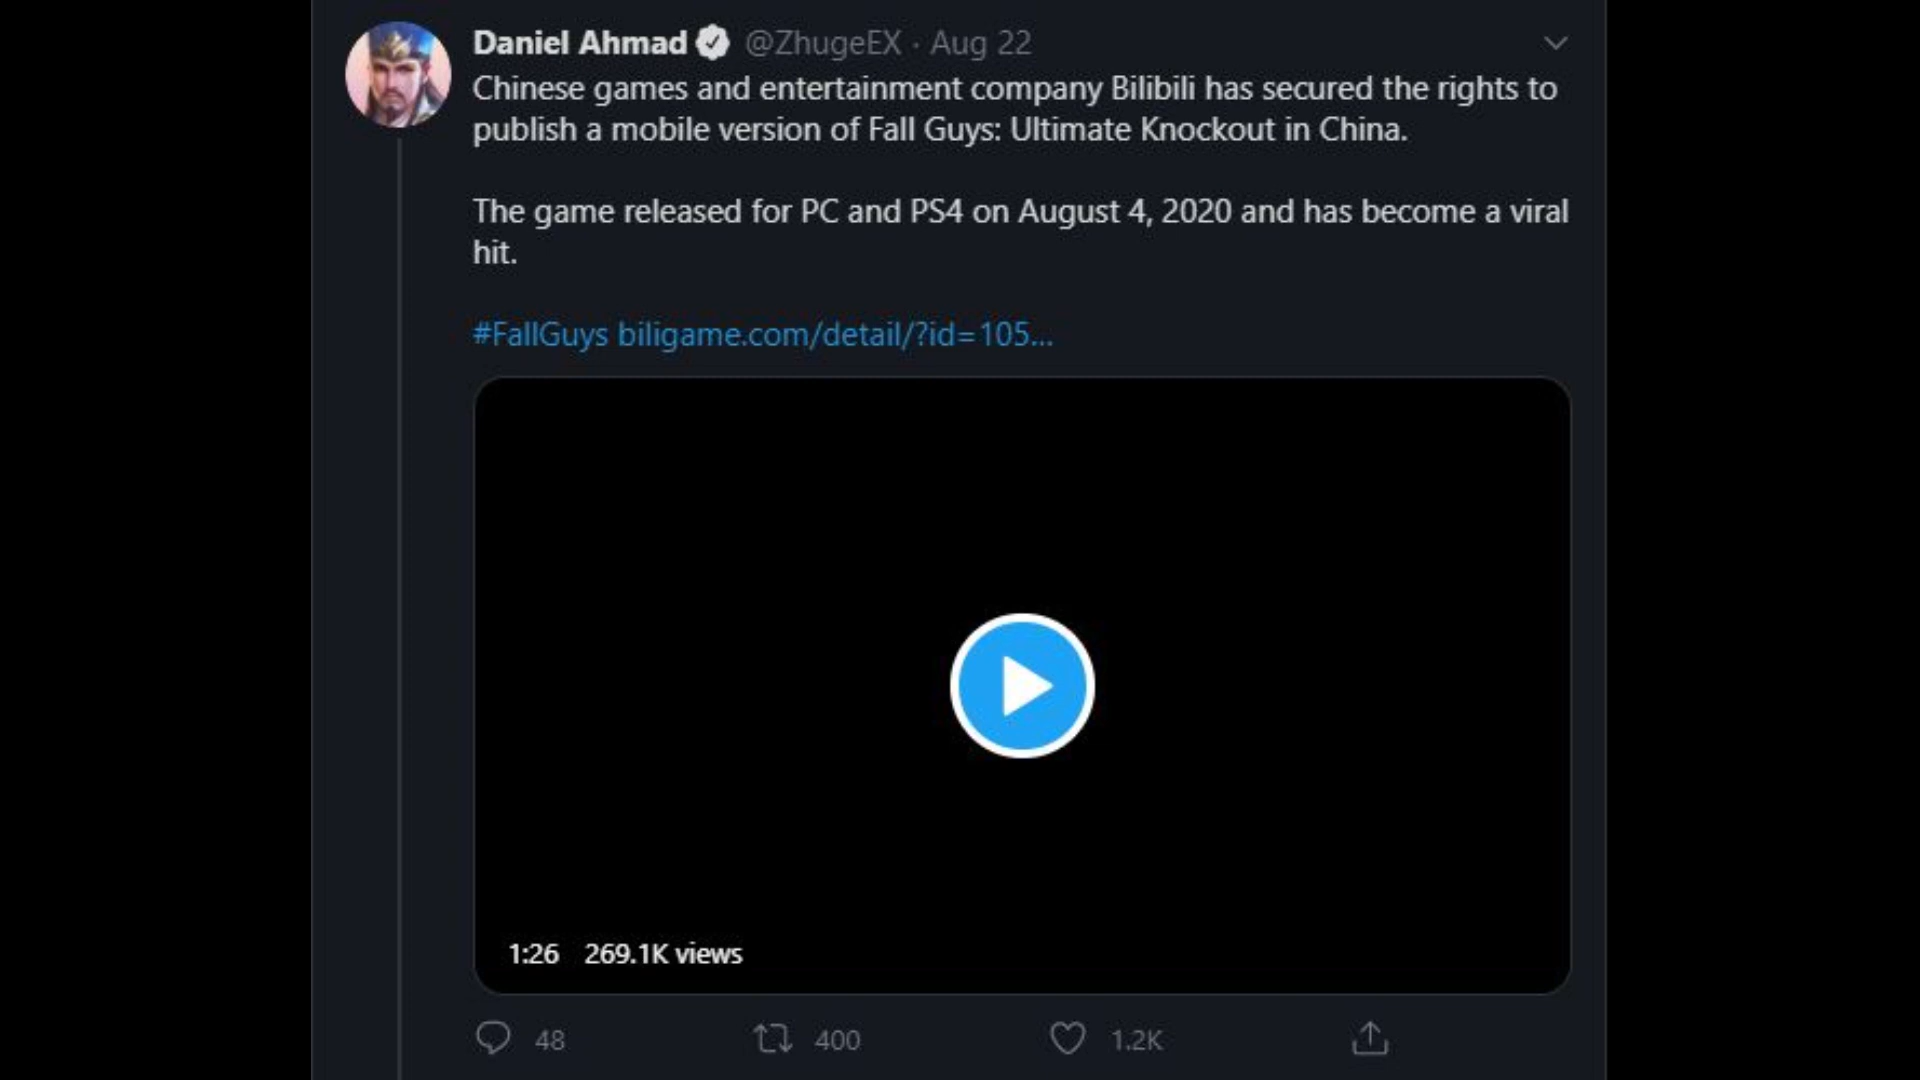 Daniel Ahmad @ZhugeEX · Aug 22
Chinese games and entertainment company Bilibili has secured the rights to
publish a mobile version of Fall Guys: Ultimate Knockout in China.
The game released for PC and PS4 on August 4, 2020 and has become a viral
hit.
#FallGuys biligame.com/detail/?id=105...
1:26 269.1K views
48 400 1.2K